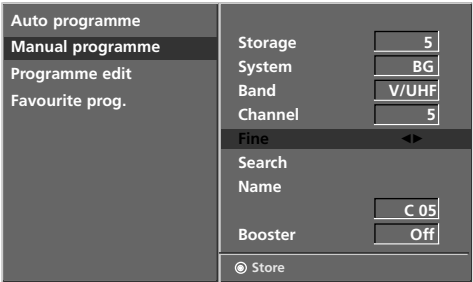 Auto programme
Manual programme
Programme edit
Favourite prog.
Storage 5
System BG
Band V/UHF
Channel 5
Fine ◀▶
Search
Name
C 05
Booster Off
◉ Store